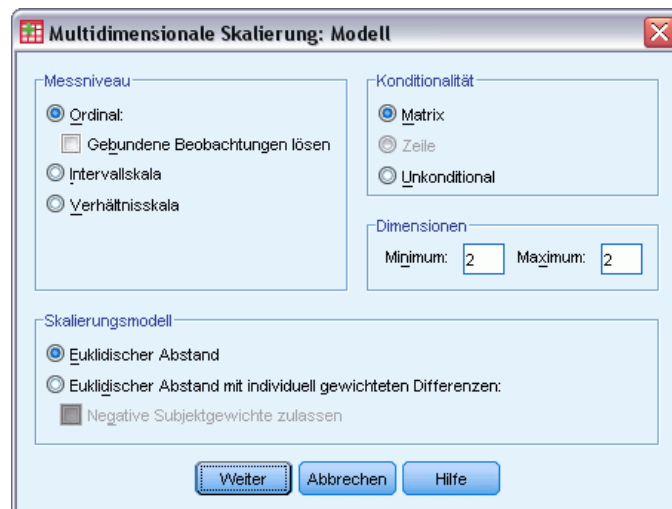 Multidimensionale Skalierung: Modell
Messniveau
Ordinal:
Gebundene Beobachtungen lösen
Intervallskala
Verhältnisskala
Konditionalität
Matrix
Zeile
Unkonditional
Dimensionen
Minimum: 2 Maximum: 2
Skalierungsmodell
Euklidischer Abstand
Euklidischer Abstand mit individuell gewichteten Differenzen:
Negative Subjektgewichte zulassen
Weiter Abbrechen Hilfe